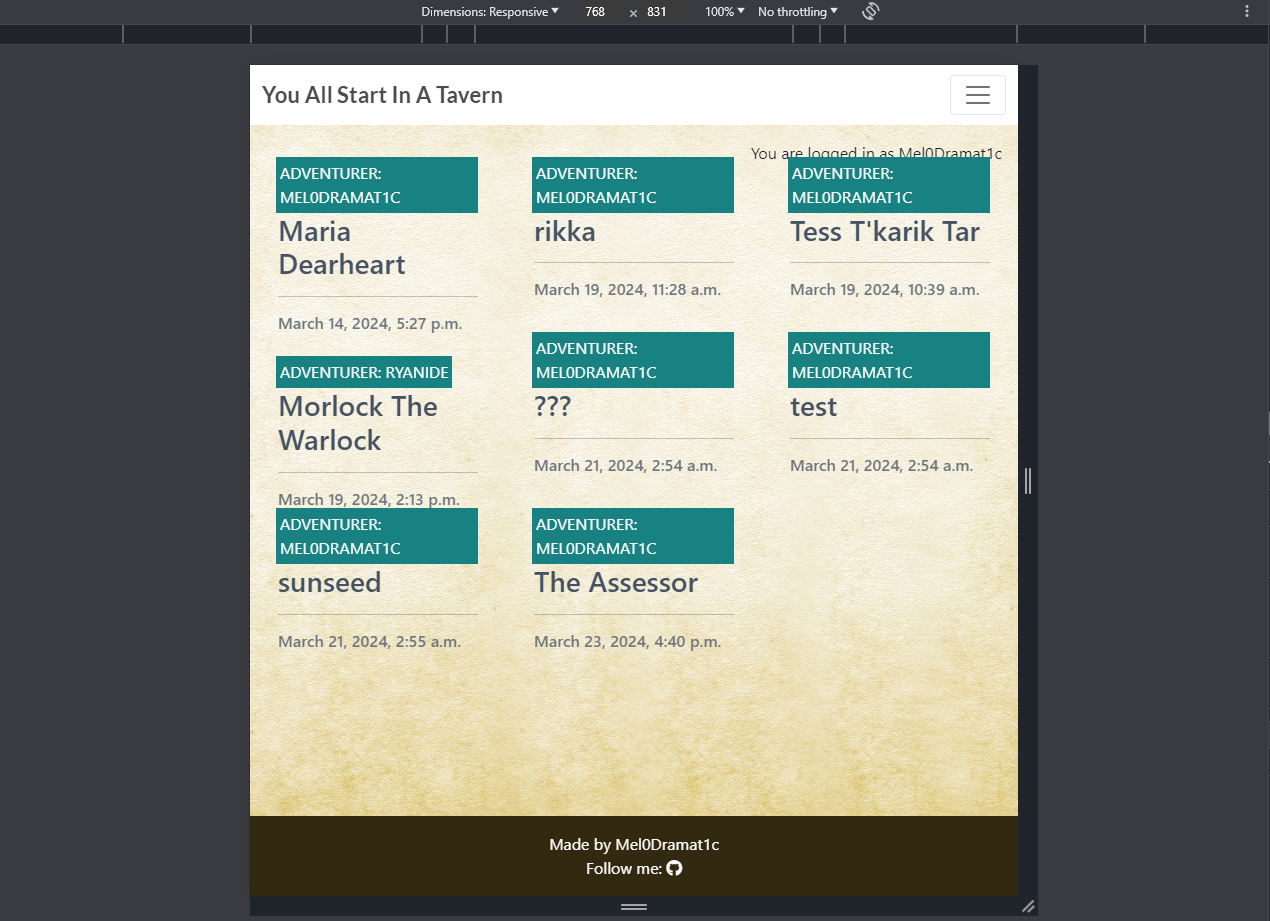 Dimensions: Responsive 768 × 831 100% No throttling
You All Start In A Tavern
You are logged in as Mel0Dramat1c
ADVENTURER:
MEL0DRAMAT1C
Maria
Dearheart
March 14, 2024, 5:27 p.m.
ADVENTURER:
MEL0DRAMAT1C
rikka
March 19, 2024, 11:28 a.m.
ADVENTURER:
MEL0DRAMAT1C
Tess T'karik Tar
March 19, 2024, 10:39 a.m.
ADVENTURER: RYANIDE
Morlock The
Warlock
March 19, 2024, 2:13 p.m.
ADVENTURER:
MEL0DRAMAT1C
???
March 21, 2024, 2:54 a.m.
ADVENTURER:
MEL0DRAMAT1C
test
March 21, 2024, 2:54 a.m.
ADVENTURER:
MEL0DRAMAT1C
sunseed
March 21, 2024, 2:55 a.m.
ADVENTURER:
MEL0DRAMAT1C
The Assessor
March 23, 2024, 4:40 p.m.
Made by Mel0Dramat1c
Follow me: